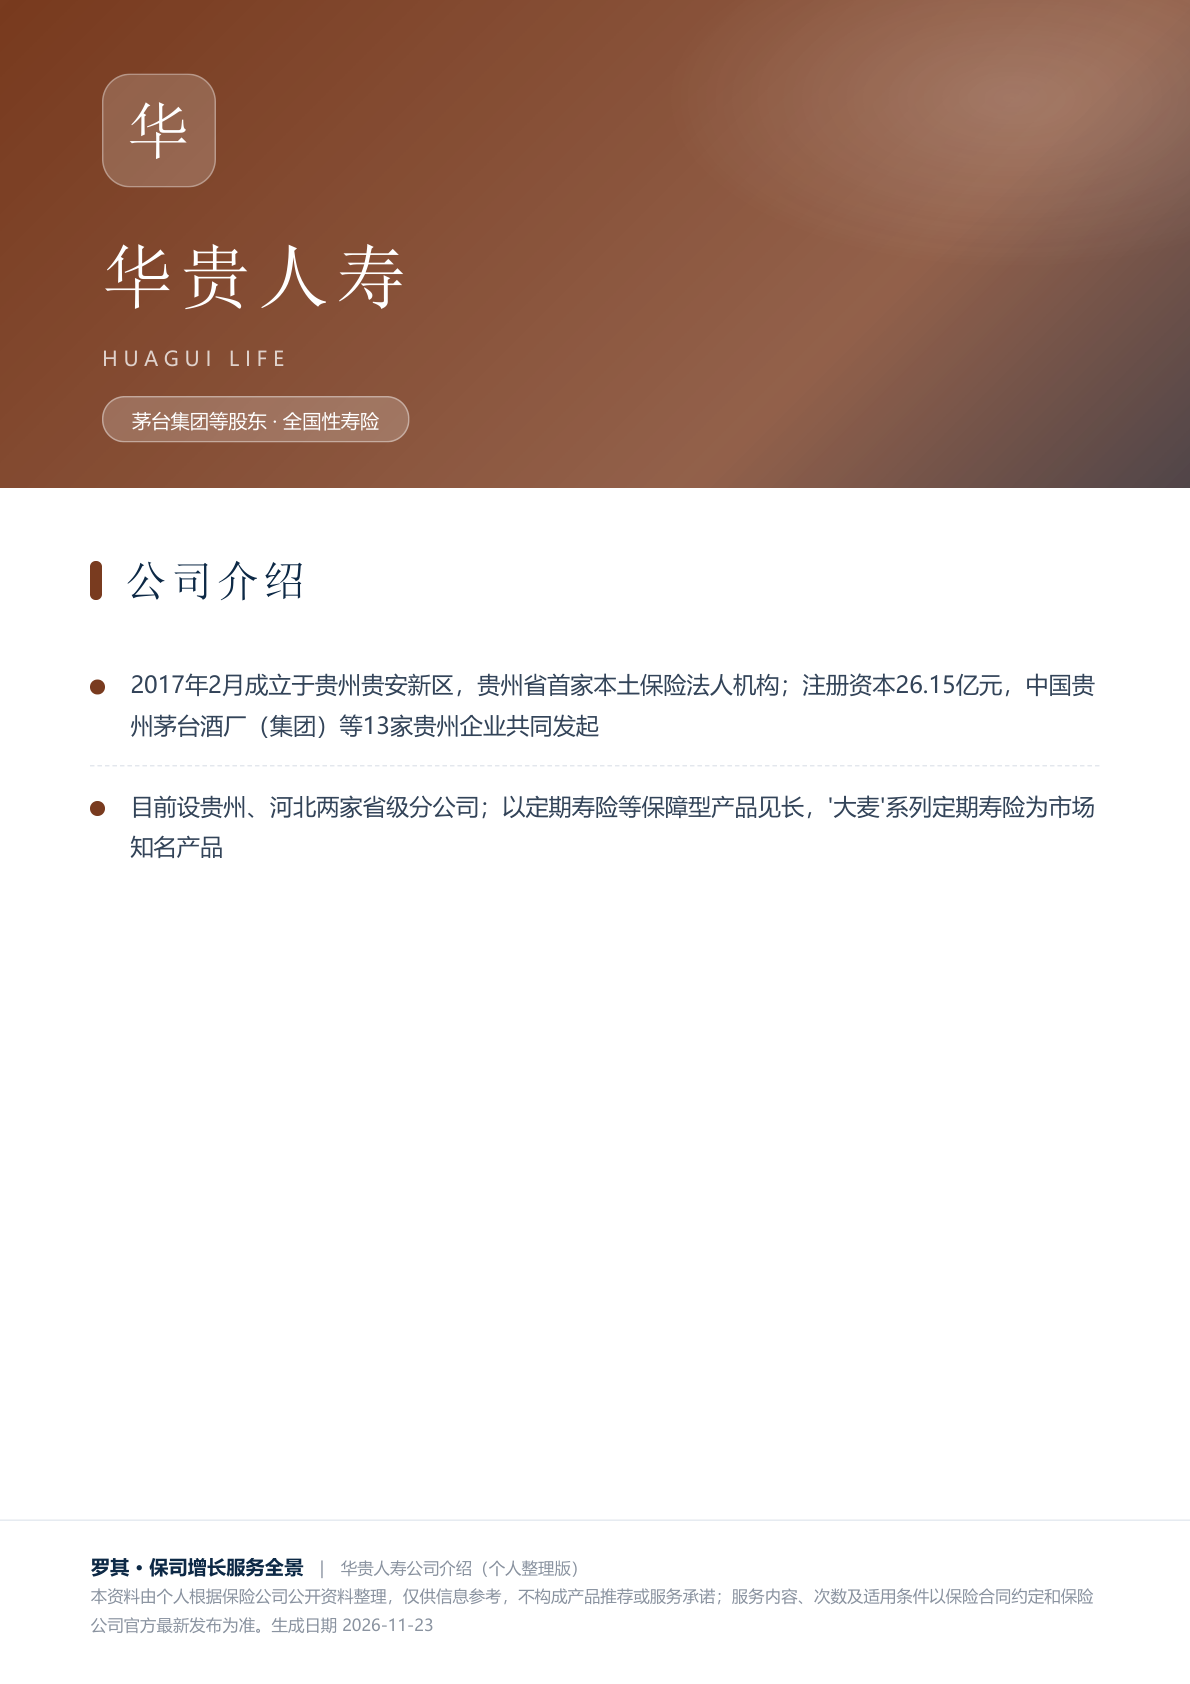 华
华贵人寿
HUAGUI LIFE
茅台集团等股东 · 全国性寿险
公司介绍
2017年2月成立于贵州贵安新区，贵州省首家本土保险法人机构；注册资本26.15亿元，中国贵
州茅台酒厂（集团）等13家贵州企业共同发起
目前设贵州、河北两家省级分公司；以定期寿险等保障型产品见长，'大麦'系列定期寿险为市场
知名产品
罗其 • 保司增长服务全景 ｜ 华贵人寿公司介绍（个人整理版）
本资料由个人根据保险公司公开资料整理，仅供信息参考，不构成产品推荐或服务承诺；服务内容、次数及适用条件以保险合同约定和保险
公司官方最新发布为准。生成日期 2026-11-23